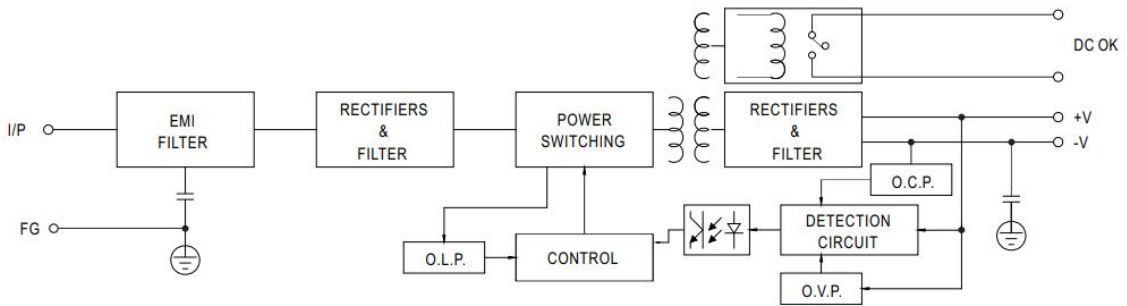 DC OK
I/P
EMI
FILTER
RECTIFIERS
&
FILTER
POWER
SWITCHING
RECTIFIERS
&
FILTER
+V
-V
O.C.P.
FG
O.L.P.
CONTROL
DETECTION
CIRCUIT
O.V.P.